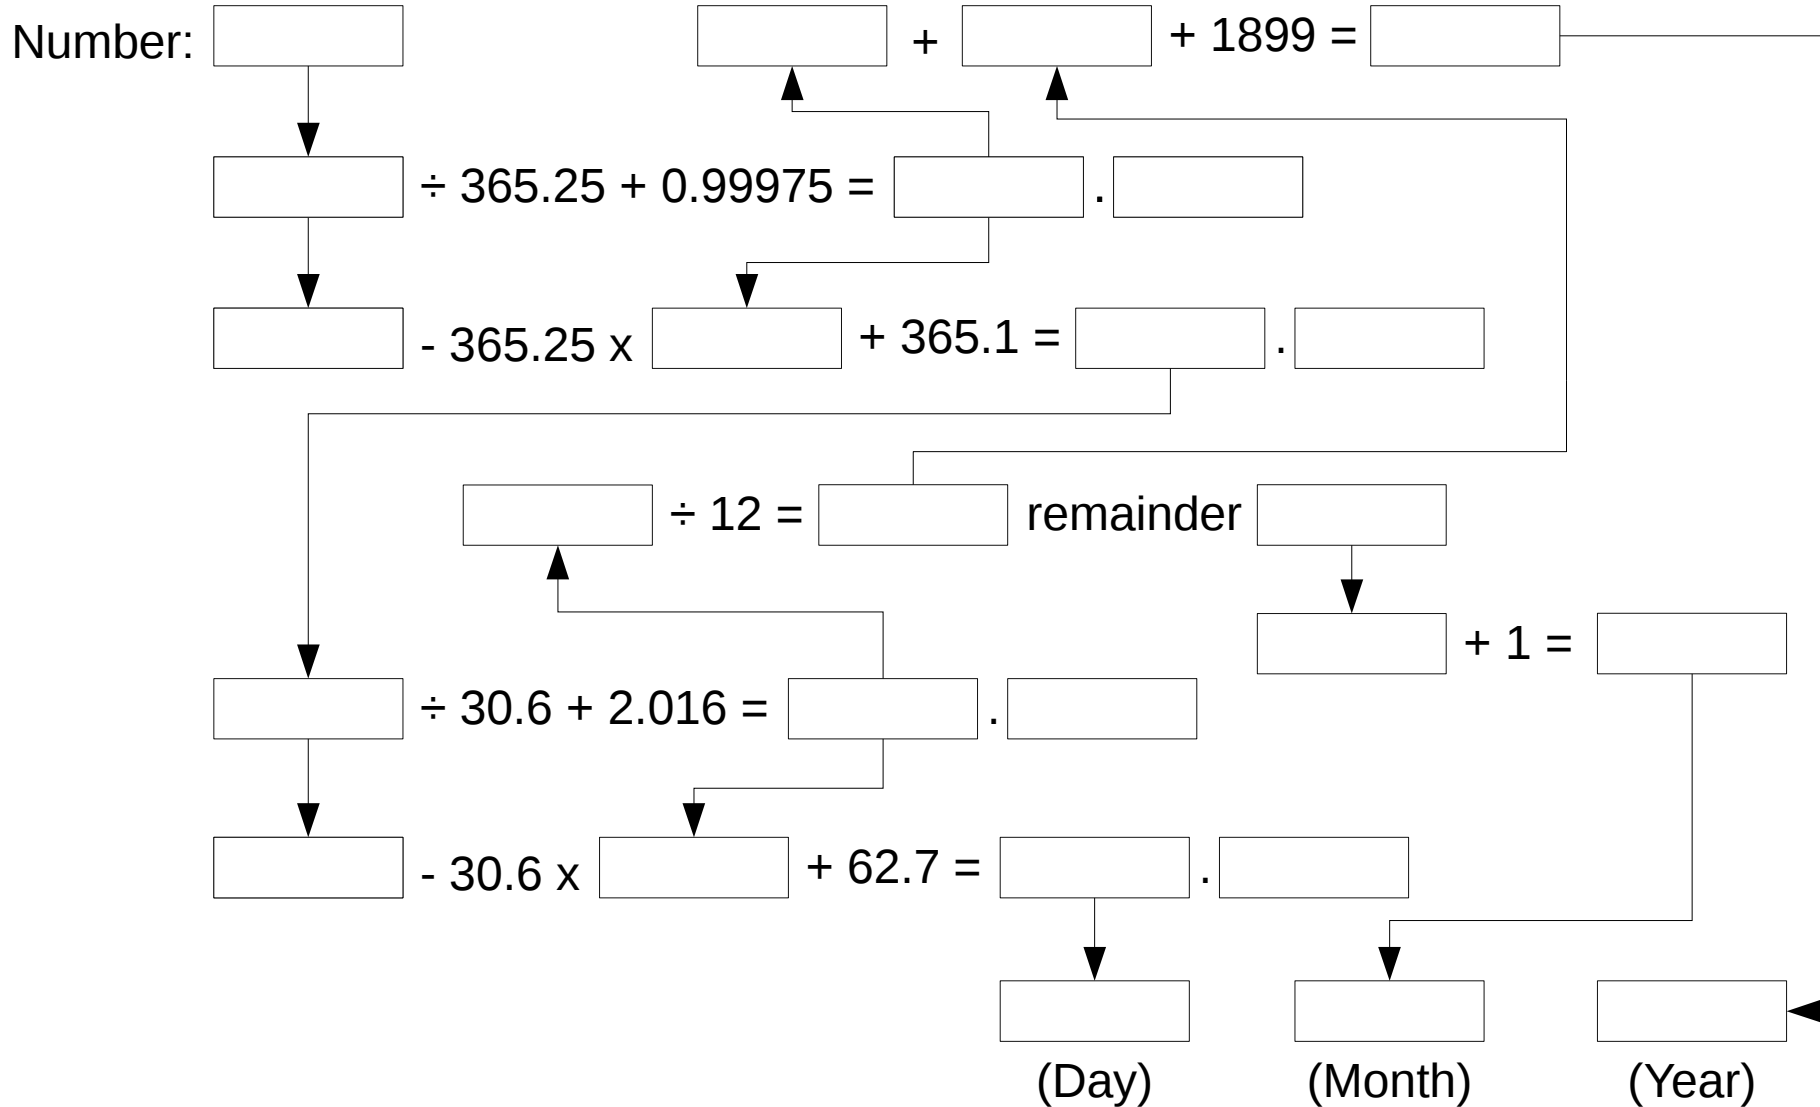 Number:
+ + 1899 =
÷ 365.25 + 0.99975 = .
- 365.25 x + 365.1 = .
÷ 12 = remainder
+ 1 =
÷ 30.6 + 2.016 = .
- 30.6 x + 62.7 = .
(Day) (Month) (Year)